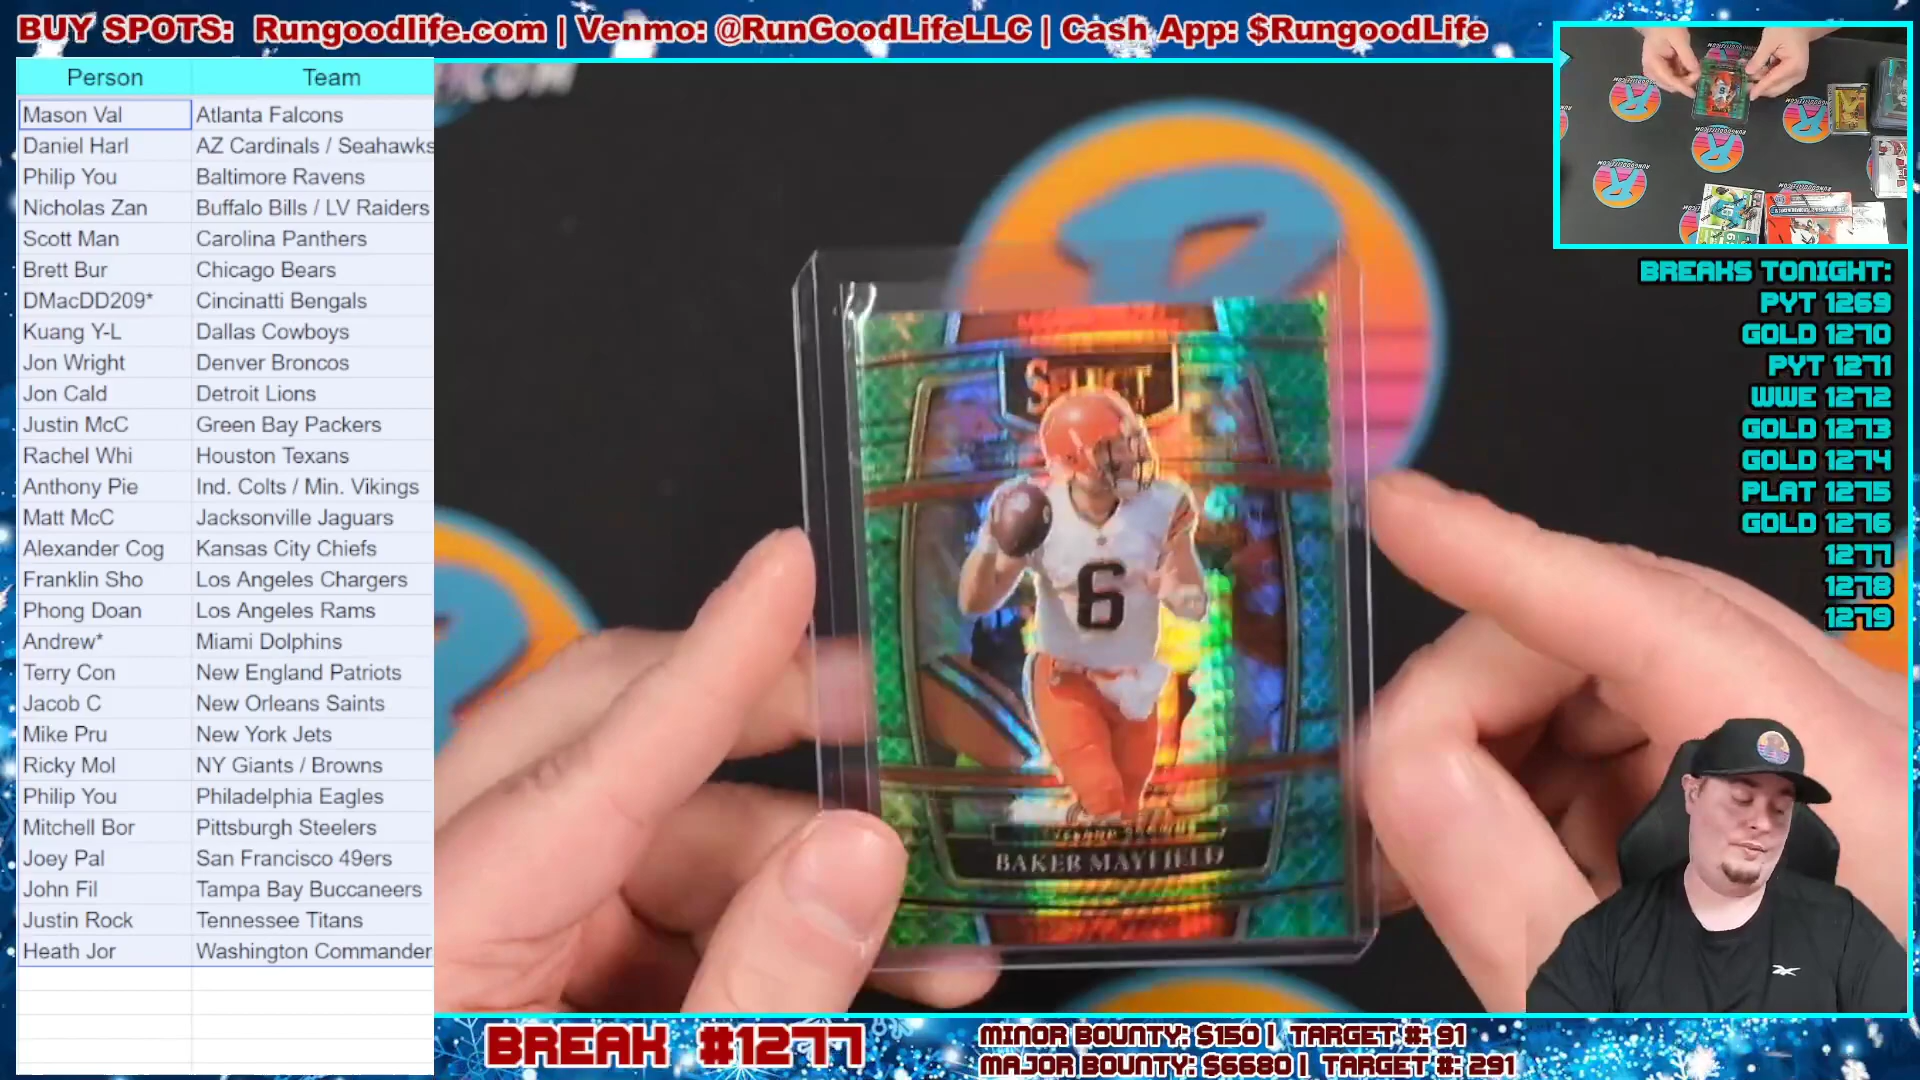 BUY SPOTS: Rungoodlife.com | Venmo: @RunGoodLifeLLC | Cash App: $RungoodLife
Person Team
Mason Val Atlanta Falcons
Daniel Harl AZ Cardinals / Seahawks
Philip You Baltimore Ravens
Nicholas Zan Buffalo Bills / LV Raiders
Scott Man Carolina Panthers
Brett Bur Chicago Bears
DMacDD209* Cincinatti Bengals
Kuang Y-L Dallas Cowboys
Jon Wright Denver Broncos
Jon Cald Detroit Lions
Justin McC Green Bay Packers
Rachel Whi Houston Texans
Anthony Pie Ind. Colts / Min. Vikings
Matt McC Jacksonville Jaguars
Alexander Cog Kansas City Chiefs
Franklin Sho Los Angeles Chargers
Phong Doan Los Angeles Rams
Andrew* Miami Dolphins
Terry Con New England Patriots
Jacob C New Orleans Saints
Mike Pru New York Jets
Ricky Mol NY Giants / Browns
Philip You Philadelphia Eagles
Mitchell Bor Pittsburgh Steelers
Joey Pal San Francisco 49ers
John Fil Tampa Bay Buccaneers
Justin Rock Tennessee Titans
Heath Jor Washington Commander
SELECT
6
BAKER MAYFIELD
BREAKS TONIGHT:
PYT 1269
GOLD 1270
PYT 1271
WWE 1272
GOLD 1273
GOLD 1274
PLAT 1275
GOLD 1276
1277
1278
1279
BREAK #1277
MINOR BOUNTY: $150 | TARGET #: 91
MAJOR BOUNTY: $6680 | TARGET #: 291